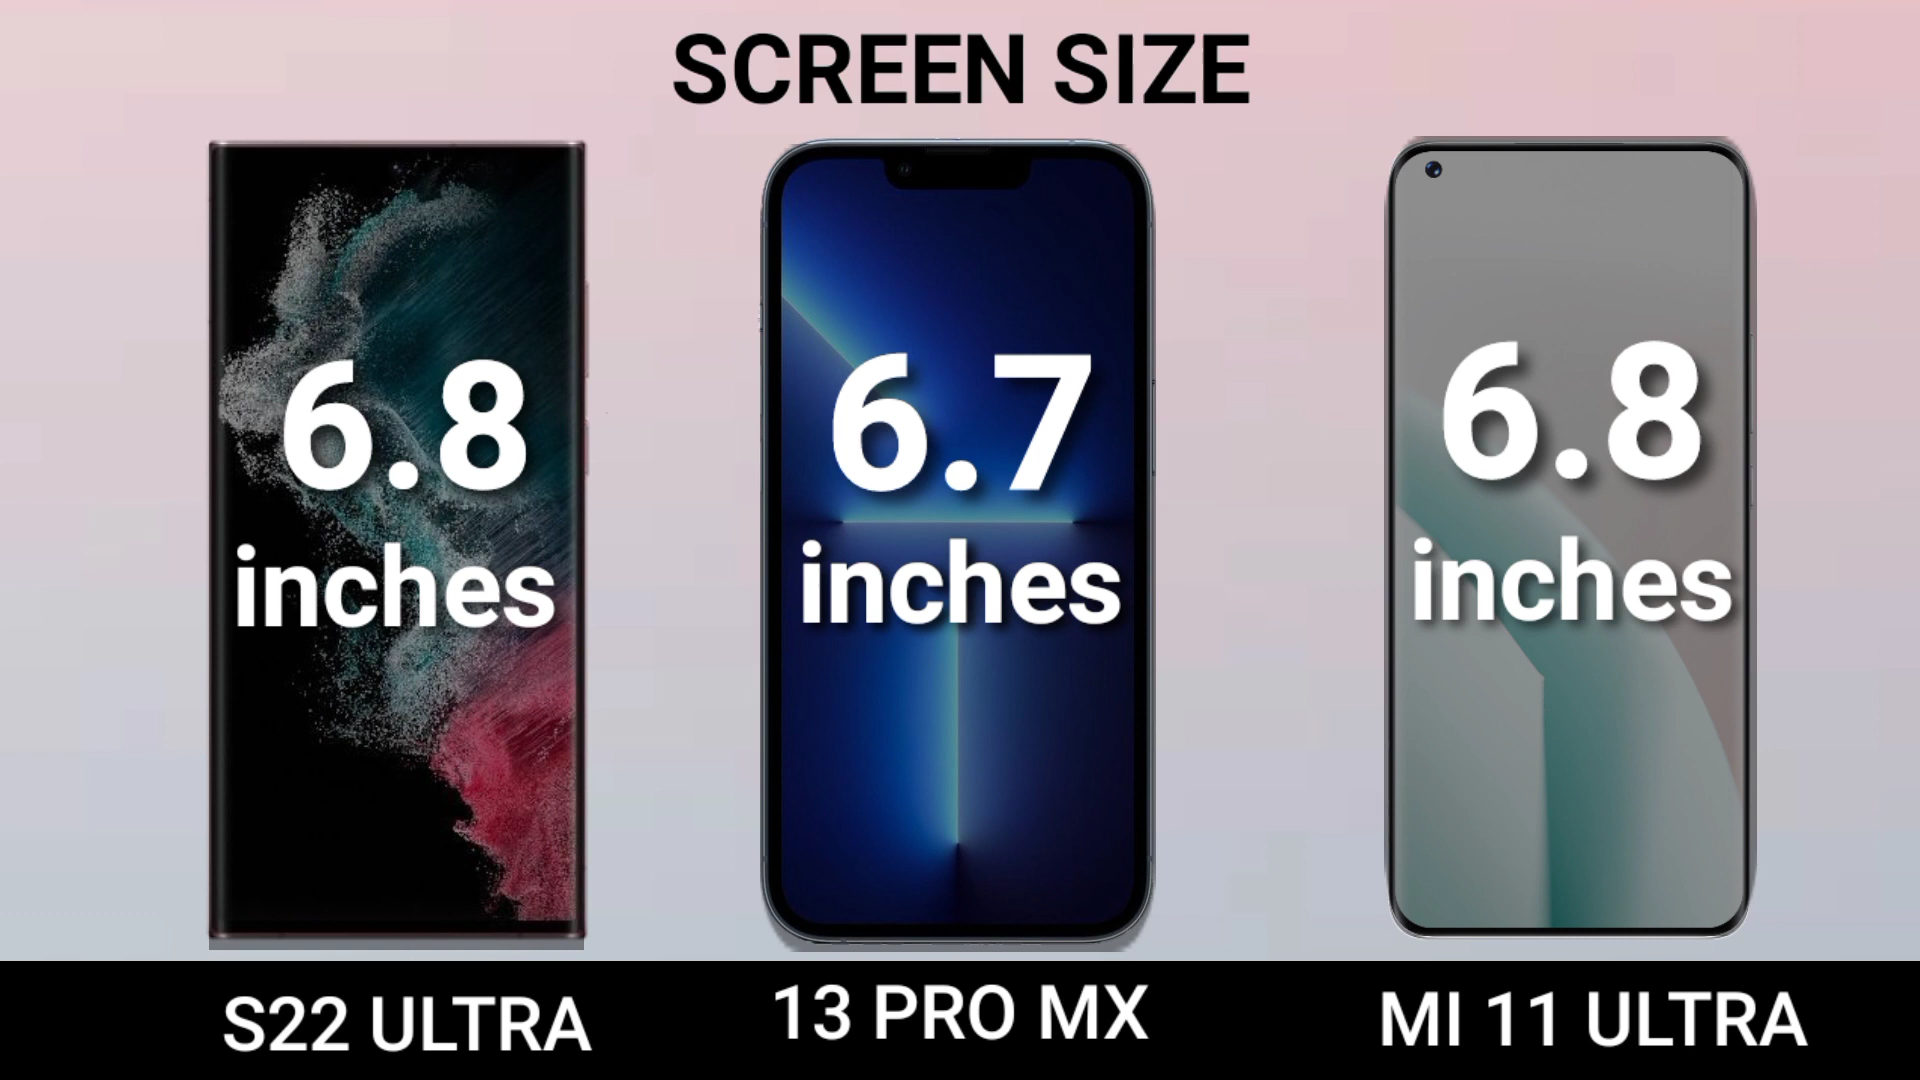 SCREEN SIZE
6.8
inches
6.7
inches
6.8
inches
S22 ULTRA
13 PRO MX
MI 11 ULTRA